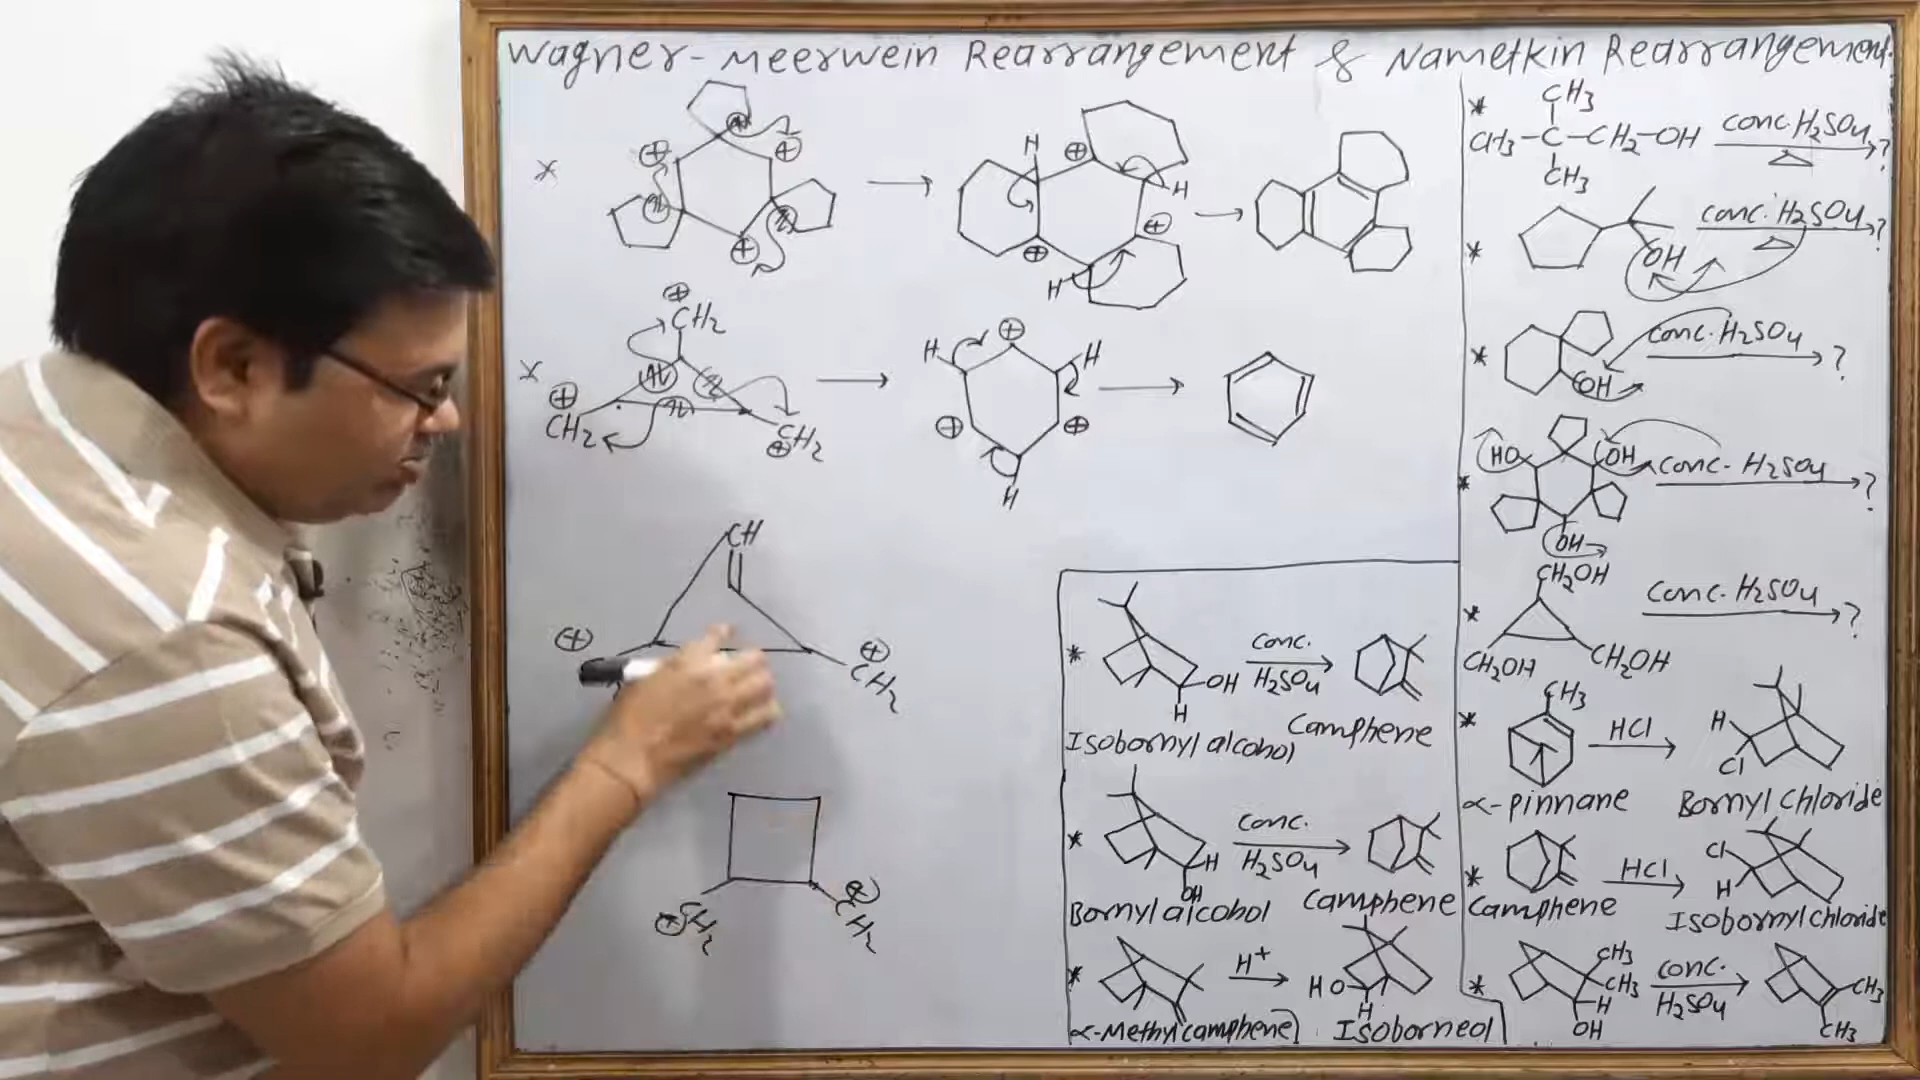 Wagner-Meerwein Rearrangement & Nametkin Rearrangement.
H
H
H
CH2
CH2
CH2
H
H
H
CH
CH2
CH2
CH2
* CH3
CH3-C-CH2-OH conc.H2SO4 ?
CH3
* OH conc.H2SO4 ?
* OH conc.H2SO4 ?
* HO OH conc-H2SO4 ?
OH
CH2OH
* CH2OH CH2OH conc.H2SO4 ?
* CH3 HCl H Cl
α-pinnane Bornyl chloride
* HCl Cl H
Camphene Isobornyl chloride
* CH3 CH3 H OH conc. H2SO4 CH3 CH3
* OH H conc. H2SO4
Isobornyl alcohol Camphene
* H OH conc. H2SO4
Bornyl alcohol Camphene
* H+ HO H
α-Methylcamphene Isoborneol